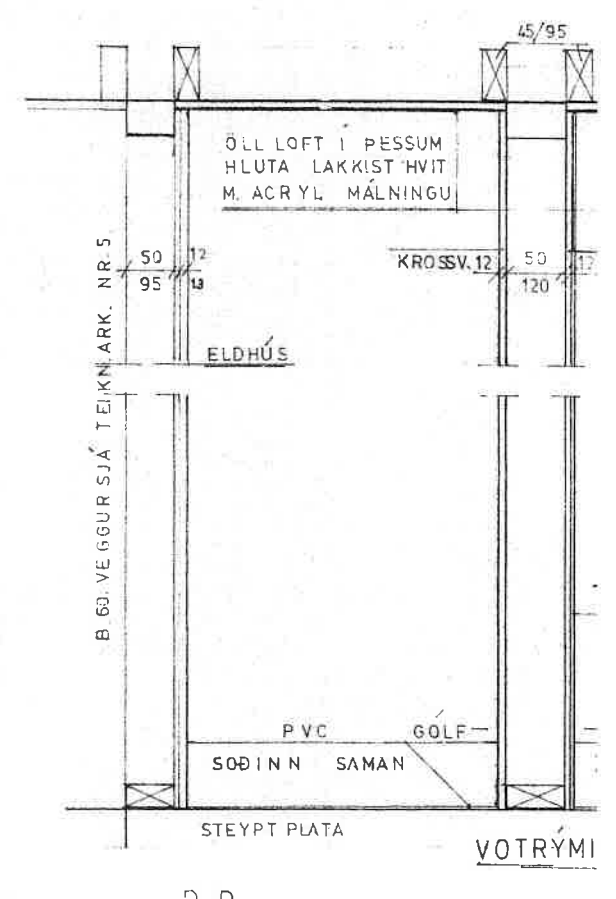 45/95
ÖLL LOFT Í ÞESSUM
HLUTA LAKKIST HVÍT
M. ACRYL MÁLNINGU
B 60. VEGGUR SJÁ TEIKN. ARK. NR. 5.
50 12
95 13
KROSSV. 12 50 12
120
ELDHÚS
PVC GÓLF
SOÐINN SAMAN
STEYPT PLATA
VOTRÝMI